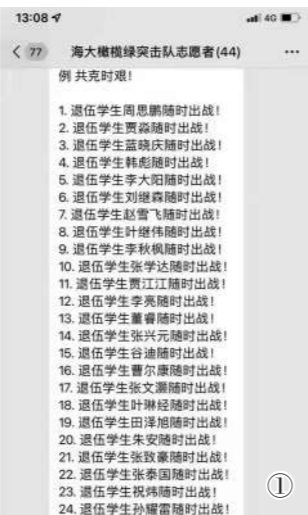 13:08
4G
77 海大橄榄绿突击队志愿者(44) ...
例 共克时艰!
1. 退伍学生周思鹏随时出战!
2. 退伍学生贾淼随时出战!
3. 退伍学生蓝晓庆随时出战!
4. 退伍学生韩彪随时出战!
5. 退伍学生李大阳随时出战!
6. 退伍学生刘继森随时出战!
7. 退伍学生赵雪飞随时出战!
8. 退伍学生叶继伟随时出战!
9. 退伍学生李秋枫随时出战!
10. 退伍学生张学达随时出战!
11. 退伍学生贾江江随时出战!
12. 退伍学生李亮随时出战!
13. 退伍学生董睿随时出战!
14. 退伍学生张兴元随时出战!
15. 退伍学生谷迪随时出战!
16. 退伍学生曹尔康随时出战!
17. 退伍学生张文灏随时出战!
18. 退伍学生叶琳经随时出战!
19. 退伍学生田泽旭随时出战!
20. 退伍学生朱安随时出战!
21. 退伍学生张致豪随时出战!
22. 退伍学生张泰国随时出战!
23. 退伍学生祝炜随时出战!
24. 退伍学生孙耀雷随时出战!
①